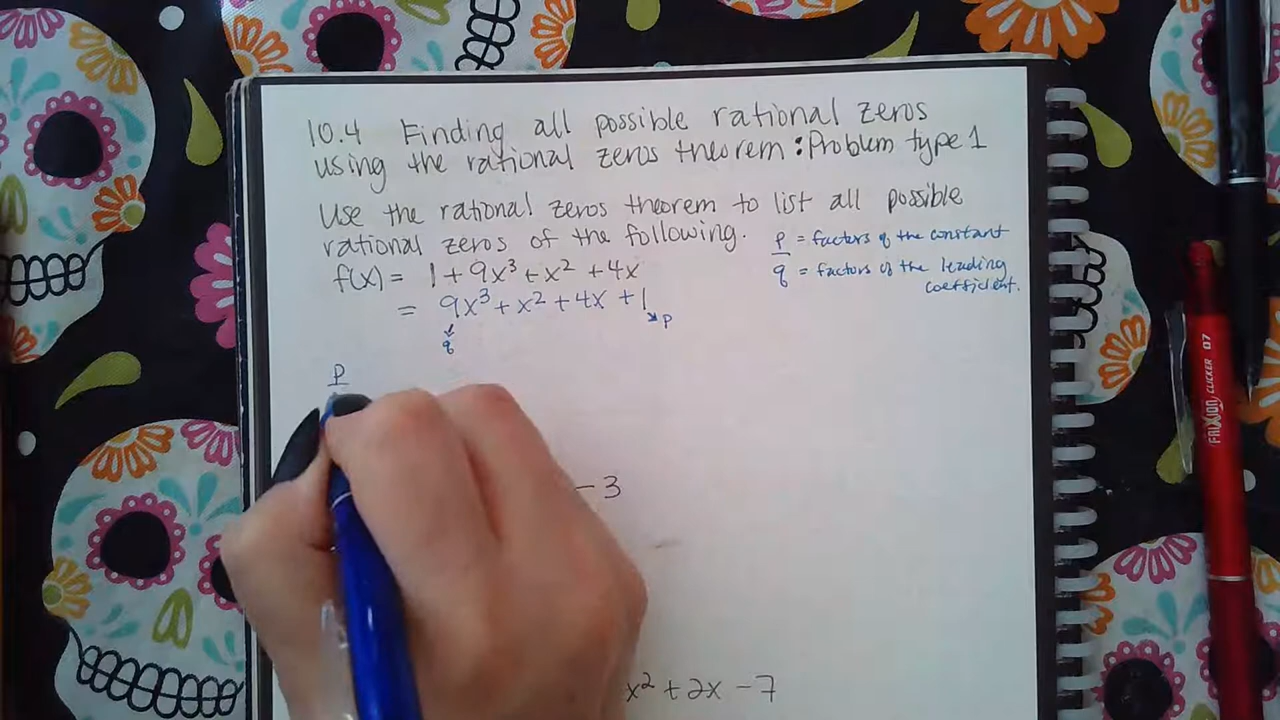 10.4 Finding all possible rational zeros
using the rational zeros theorem: Problem type 1
Use the rational zeros theorem to list all possible
rational zeros of the following.
p = factors of the constant
q = factors of the leading
coefficient.
f(x) = 1 + 9x³ + x² + 4x
= 9x³ + x² + 4x + 1
p
q
p
- 3
x² + 2x - 7
FRIXION CLICKER 07